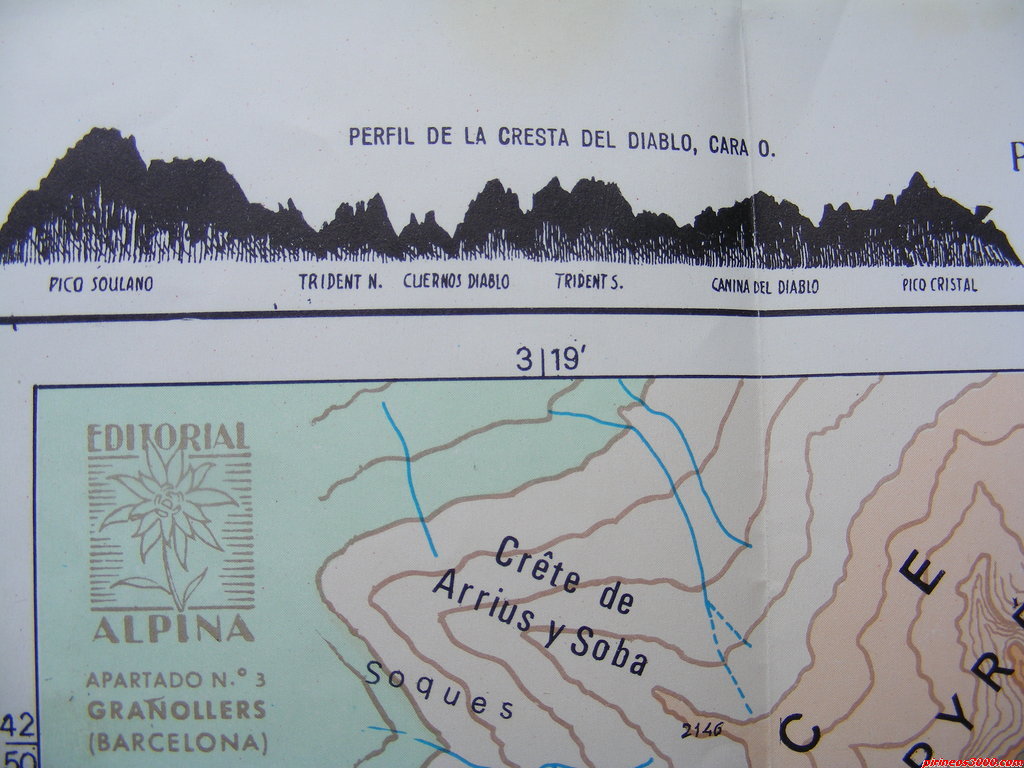 PERFIL DE LA CRESTA DEL DIABLO, CARA O.
P
PICO SOULANO TRIDENT N. CUERNOS DIABLO TRIDENT S. CANINA DEL DIABLO PICO CRISTAL
3 19'
EDITORIAL
ALPINA
APARTADO N.º 3
GRAÑOLLERS
(BARCELONA)
Crête de
Arrius y Soba
Soques
2146
C E
PYRÉ
42
50
pirineos3000.com